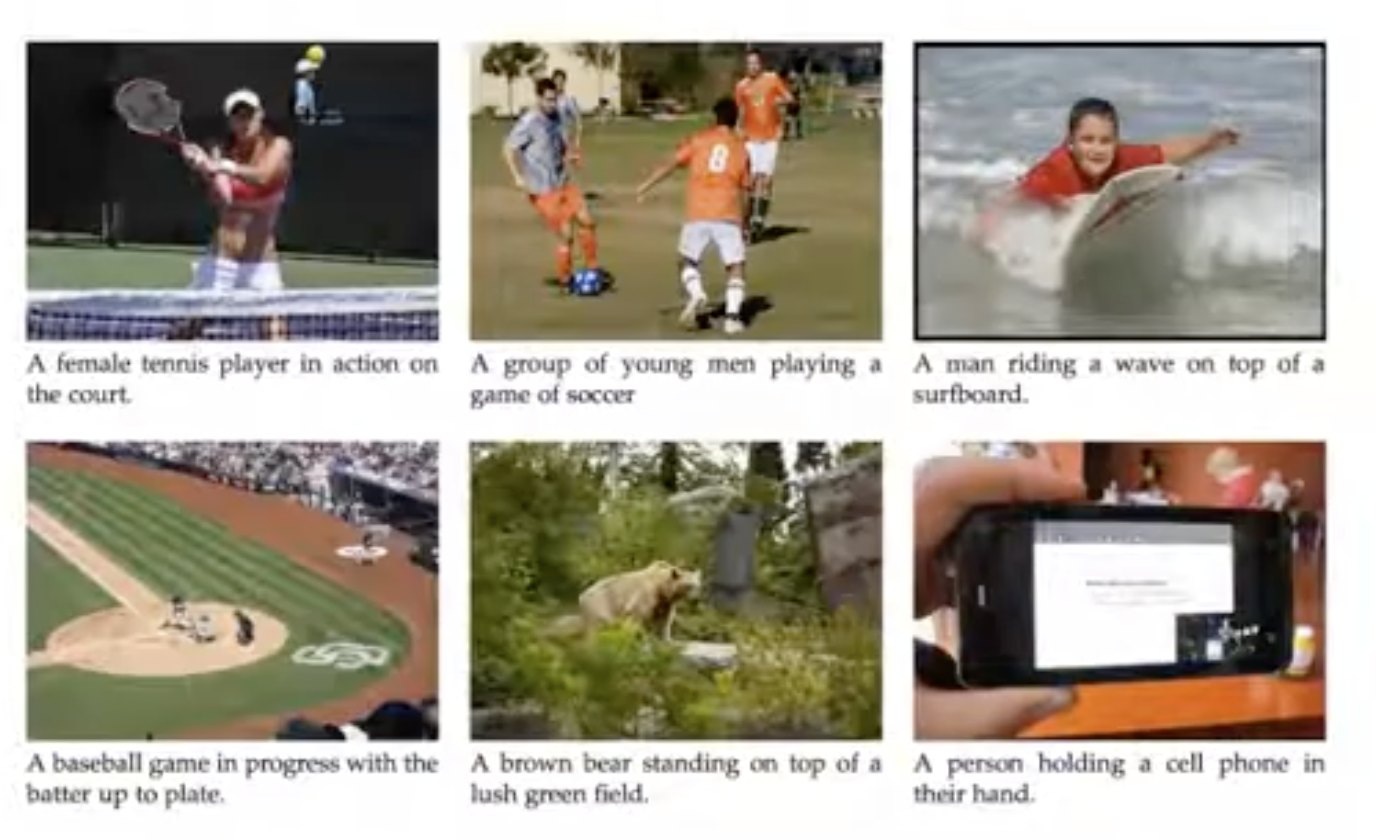 8
A female tennis player in action on
the court.
A group of young men playing a
game of soccer
A man riding a wave on top of a
surfboard.
SD
A baseball game in progress with the
batter up to plate.
A brown bear standing on top of a
lush green field.
A person holding a cell phone in
their hand.